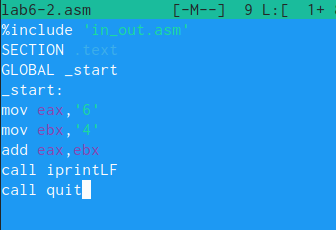 lab6-2.asm [-M--] 9 L:[ 1+
%include 'in_out.asm'
SECTION .text
GLOBAL _start
_start:
mov eax,'6'
mov ebx,'4'
add eax,ebx
call iprintLF
call quit